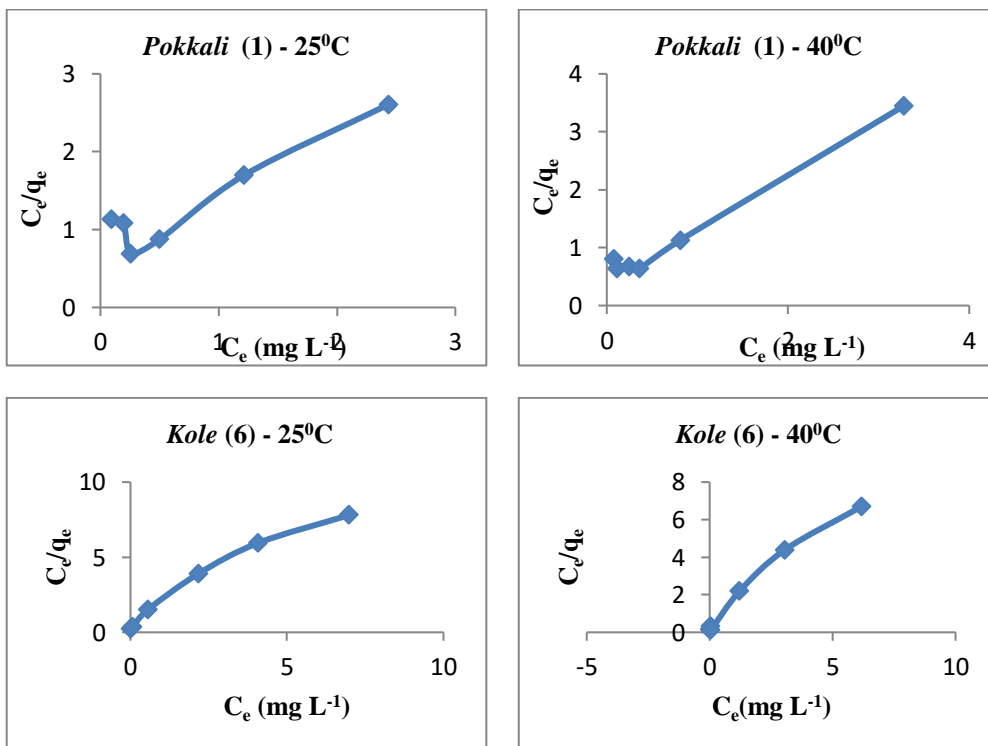 Pokkali (1) - 25⁰C
3
2
1
0
Cₑ/qₑ
0 1 2 3
Cₑ (mg L⁻¹)
Pokkali (1) - 40⁰C
4
3
2
1
0
Cₑ/qₑ
0 2 4
Cₑ (mg L⁻¹)
Kole (6) - 25⁰C
10
5
0
Cₑ/qₑ
0 5 10
Cₑ (mg L⁻¹)
Kole (6) - 40⁰C
8
6
4
2
0
Cₑ/qₑ
-5 0 5 10
Cₑ(mg L⁻¹)